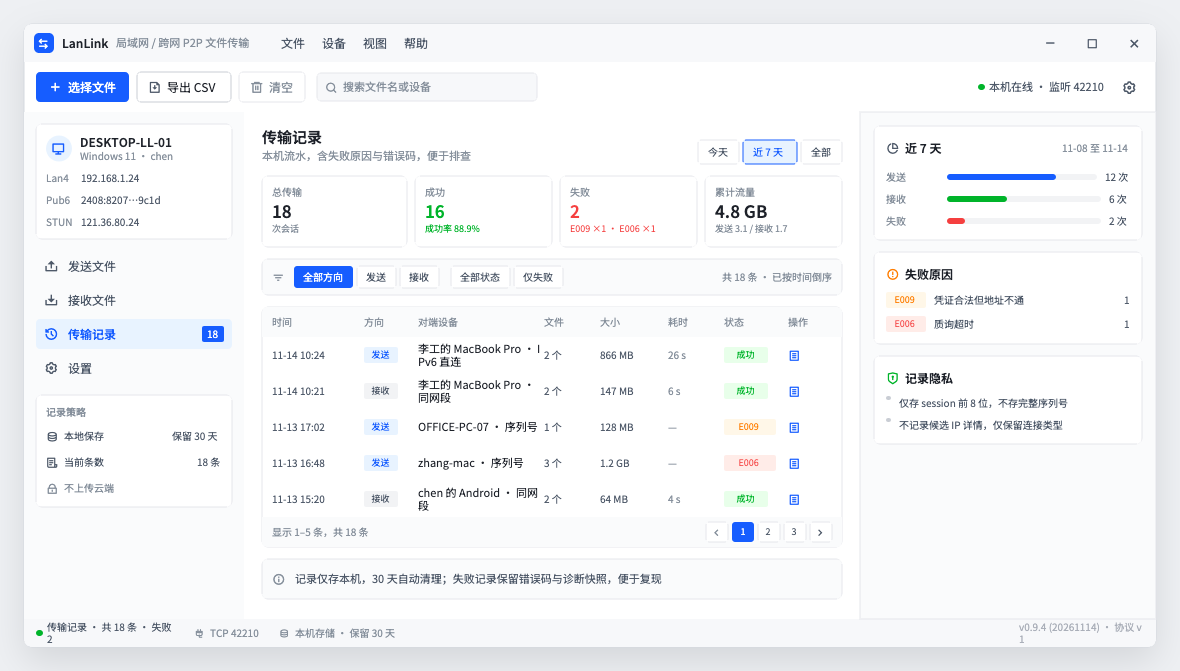 LanLink 局域网 / 跨网 P2P 文件传输 文件 设备 视图 帮助
选择文件 导出 CSV 清空 搜索文件名或设备 本机在线 · 监听 42210
DESKTOP-LL-01
Windows 11 · chen
Lan4 192.168.1.24
Pub6 2408:8207···9c1d
STUN 121.36.80.24
发送文件
接收文件
传输记录 18
设置
记录策略
本地保存 保留 30 天
当前条数 18 条
不上传云端
传输记录
本机流水，含失败原因与错误码，便于排查
今天 近 7 天 全部
总传输
18
次会话
成功
16
成功率 88.9%
失败
2
E009 ×1 · E006 ×1
累计流量
4.8 GB
发送 3.1 / 接收 1.7
全部方向 发送 接收 全部状态 仅失败 共 18 条 · 已按时间倒序
时间 方向 对端设备 文件 大小 耗时 状态 操作
11-14 10:24 发送 李工的 MacBook Pro · I
Pv6 直连 2 个 866 MB 26 s 成功
11-14 10:21 接收 李工的 MacBook Pro ·
同网段 2 个 147 MB 6 s 成功
11-13 17:02 发送 OFFICE-PC-07 · 序列号 1 个 128 MB — E009
11-13 16:48 发送 zhang-mac · 序列号 3 个 1.2 GB — E006
11-13 15:20 接收 chen 的 Android · 同网
段 2 个 64 MB 4 s 成功
显示 1–5 条，共 18 条 1 2 3
记录仅存本机，30 天自动清理；失败记录保留错误码与诊断快照，便于复现
近 7 天 11-08 至 11-14
发送 12 次
接收 6 次
失败 2 次
失败原因
E009 凭证合法但地址不通 1
E006 质询超时 1
记录隐私
仅存 session 前 8 位，不存完整序列号
不记录候选 IP 详情，仅保留连接类型
传输记录 · 共 18 条 · 失败
2
TCP 42210
本机存储 · 保留 30 天
v0.9.4 (20261114) · 协议 v
1